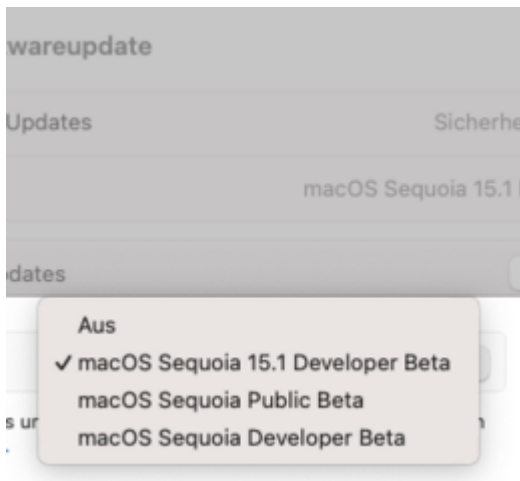 wareupdate
Updates Sicherhe
macOS Sequoia 15.1
dates
Aus
✓ macOS Sequoia 15.1 Developer Beta
macOS Sequoia Public Beta
s ur n
macOS Sequoia Developer Beta